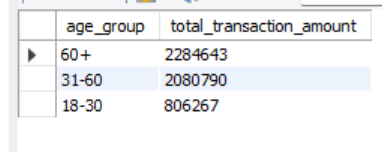 age_group total_transaction_amount
60+ 2284643
31-60 2080790
18-30 806267